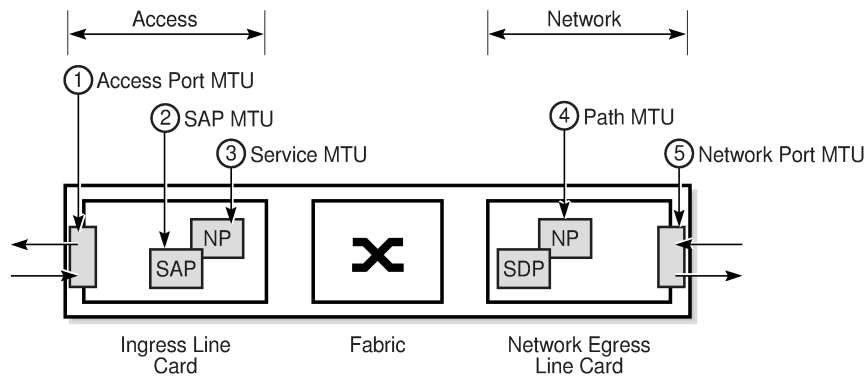 Access
Network
1 Access Port MTU
2 SAP MTU
3 Service MTU
4 Path MTU
5 Network Port MTU
NP
SAP
NP
SDP
Ingress Line
Card
Fabric
Network Egress
Line Card